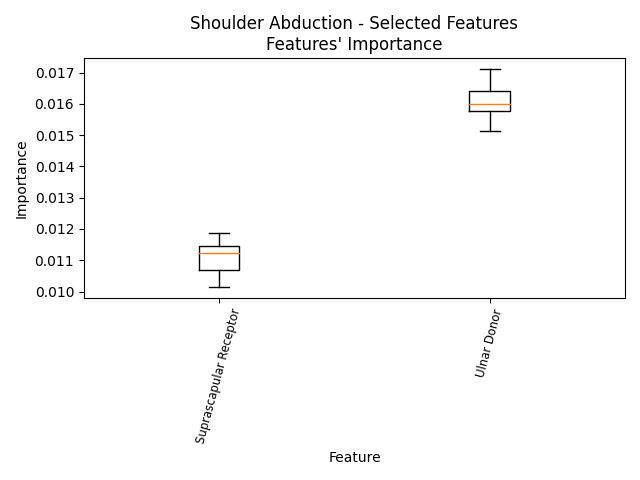 Shoulder Abduction - Selected Features
Features' Importance
0.017
0.016
0.015
0.014
0.013
0.012
0.011
0.010
Importance
Suprascapular Receptor
Ulnar Donor
Feature